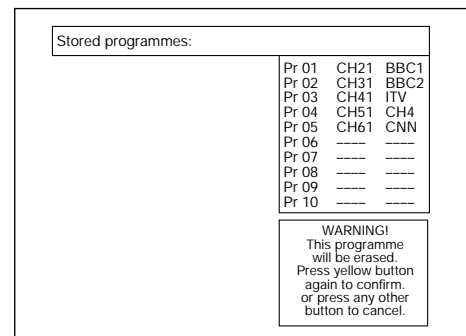 Stored programmes:
Pr 01 CH21 BBC1
Pr 02 CH31 BBC2
Pr 03 CH41 ITV
Pr 04 CH51 CH4
Pr 05 CH61 CNN
Pr 06 –––– ––––
Pr 07 –––– ––––
Pr 08 –––– ––––
Pr 09 –––– ––––
Pr 10 –––– ––––
WARNING!
This programme
will be erased.
Press yellow button
again to confirm.
or press any other
button to cancel.